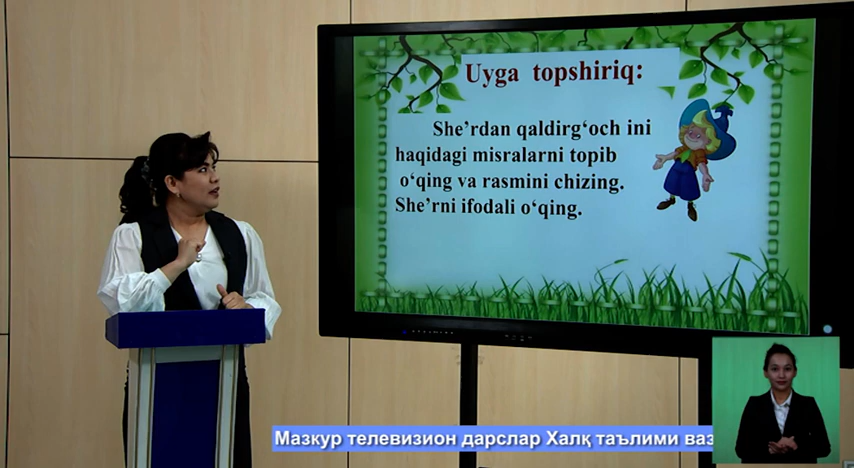 Uyga topshiriq:
She’rdan qaldirg‘och ini
haqidagi misralarni topib
o‘qing va rasmini chizing.
She’rni ifodali o‘qing.
Мазкур телевизион дарслар Халқ таълими ваз